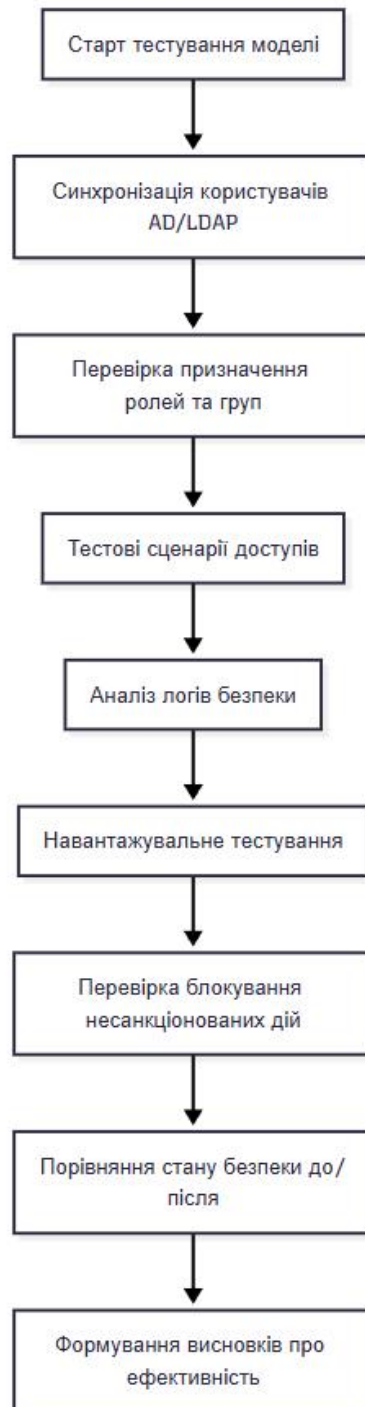 Старт тестування моделі
Синхронізація користувачів
AD/LDAP
Перевірка призначення
ролей та груп
Тестові сценарії доступів
Аналіз логів безпеки
Навантажувальне тестування
Перевірка блокування
несанкціонованих дій
Порівняння стану безпеки до/
після
Формування висновків про
ефективність